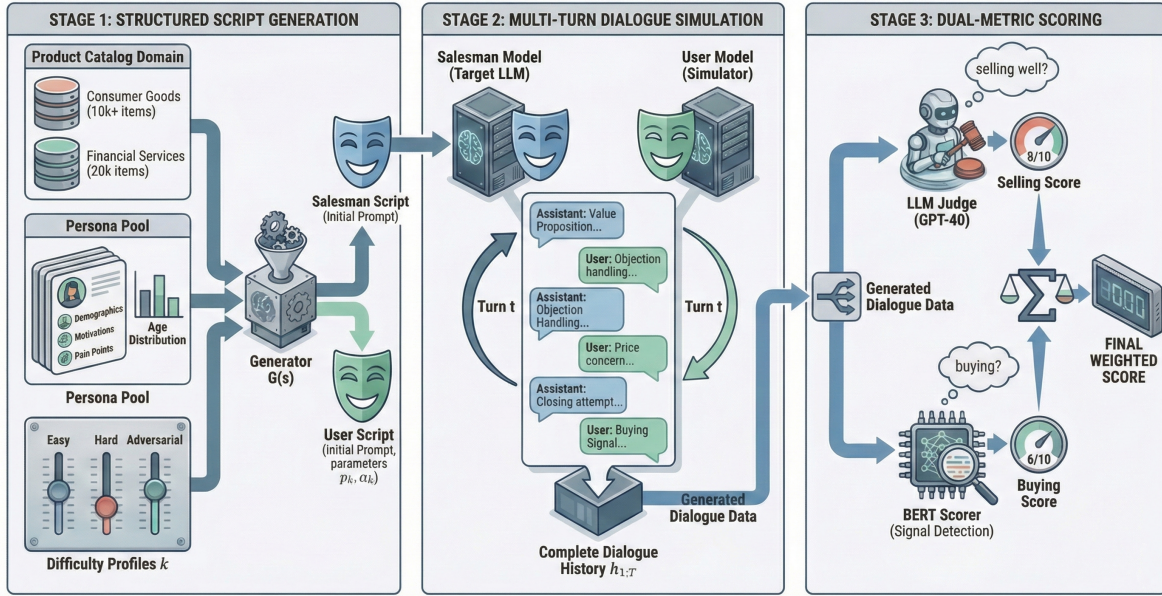 STAGE 1: STRUCTURED SCRIPT GENERATION
Product Catalog Domain
Consumer Goods
(10k+ items)
Financial Services
(20k items)
Persona Pool
Demographics
Motivations
Pain Points
Age
Distribution
Persona Pool
Easy
Hard
Adversarial
Difficulty Profiles k
Generator
G(s)
Salesman Script
(Initial Prompt)
User Script
(initial Prompt,
parameters
pₖ, αₖ)
STAGE 2: MULTI-TURN DIALOGUE SIMULATION
Salesman Model
(Target LLM)
User Model
(Simulator)
Assistant: Value
Proposition...
User: Objection
handling...
Assistant:
Objection
Handling...
User: Price
concern...
Assistant:
Closing attempt...
User: Buying
Signal...
Turn t
Turn t
Generated
Dialogue Data
Complete Dialogue
History h₁:T
STAGE 3: DUAL-METRIC SCORING
selling well?
LLM Judge
(GPT-40)
8/10
Selling Score
Generated
Dialogue Data
Σ
30.00
FINAL
WEIGHTED
SCORE
buying?
BERT Scorer
(Signal Detection)
6/10
Buying
Score